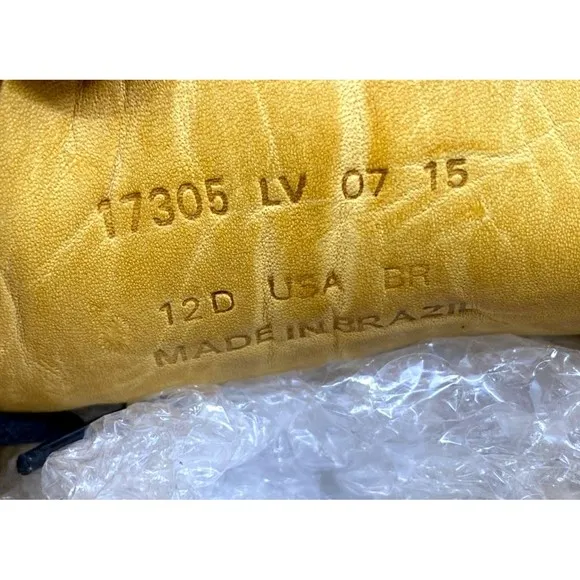 17305 LV 07 15
12D USA BR
MADE IN BRAZIL